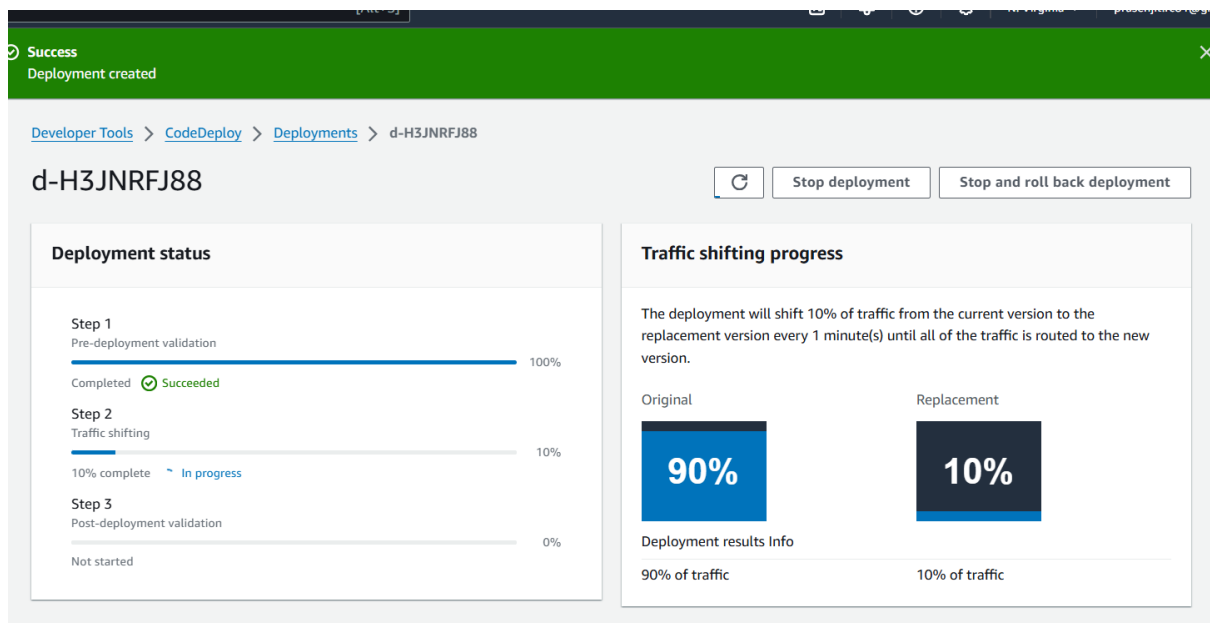 Success
Deployment created
Developer Tools > CodeDeploy > Deployments > d-H3JNRFJ88
d-H3JNRFJ88
Stop deployment
Stop and roll back deployment
Deployment status
Step 1
Pre-deployment validation
100%
Completed Succeeded
Step 2
Traffic shifting
10%
10% complete In progress
Step 3
Post-deployment validation
0%
Not started
Traffic shifting progress
The deployment will shift 10% of traffic from the current version to the
replacement version every 1 minute(s) until all of the traffic is routed to the new
version.
Original Replacement
90% 10%
Deployment results Info
90% of traffic 10% of traffic